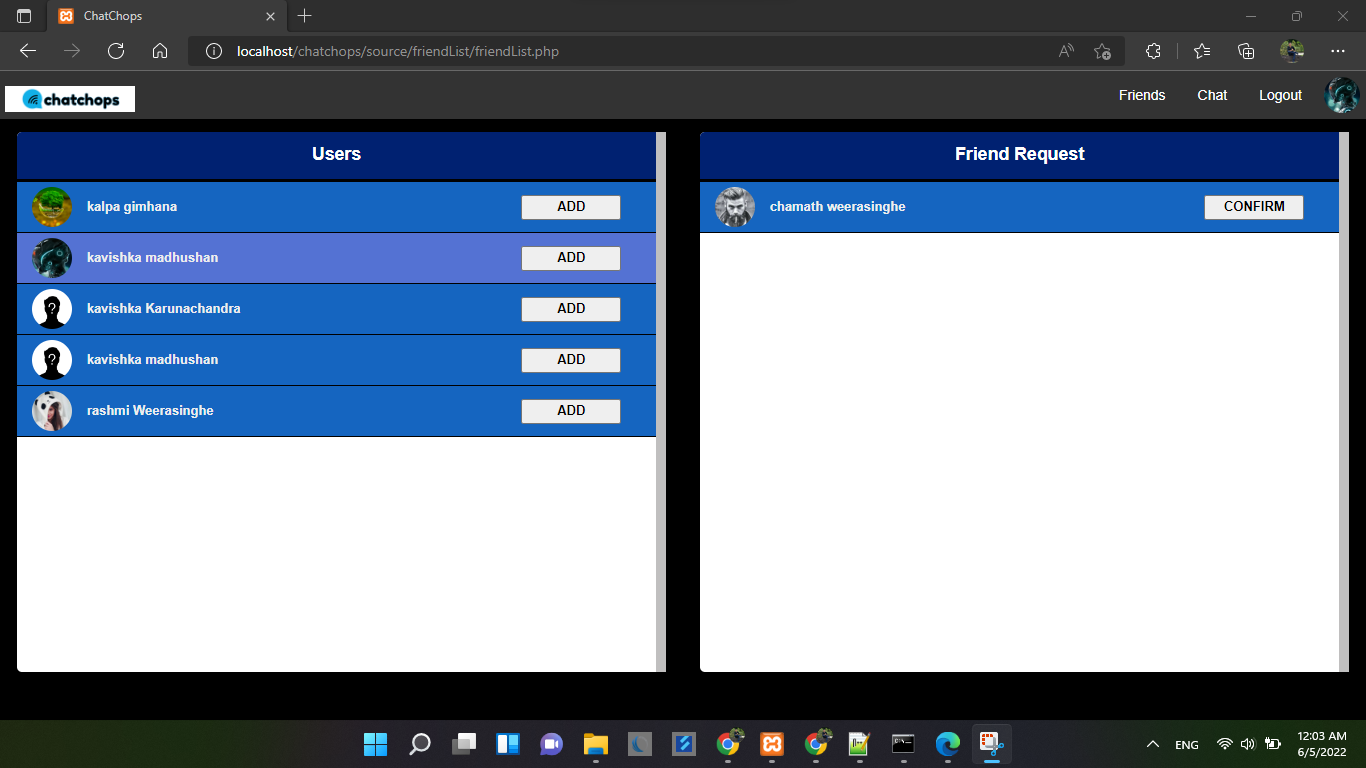 ChatChops
localhost/chatchops/source/friendList/friendList.php
chatchops
Friends
Chat
Logout
Users
kalpa gimhana
ADD
kavishka madhushan
ADD
kavishka Karunachandra
ADD
kavishka madhushan
ADD
rashmi Weerasinghe
ADD
Friend Request
chamath weerasinghe
CONFIRM
ENG
12:03 AM
6/5/2022